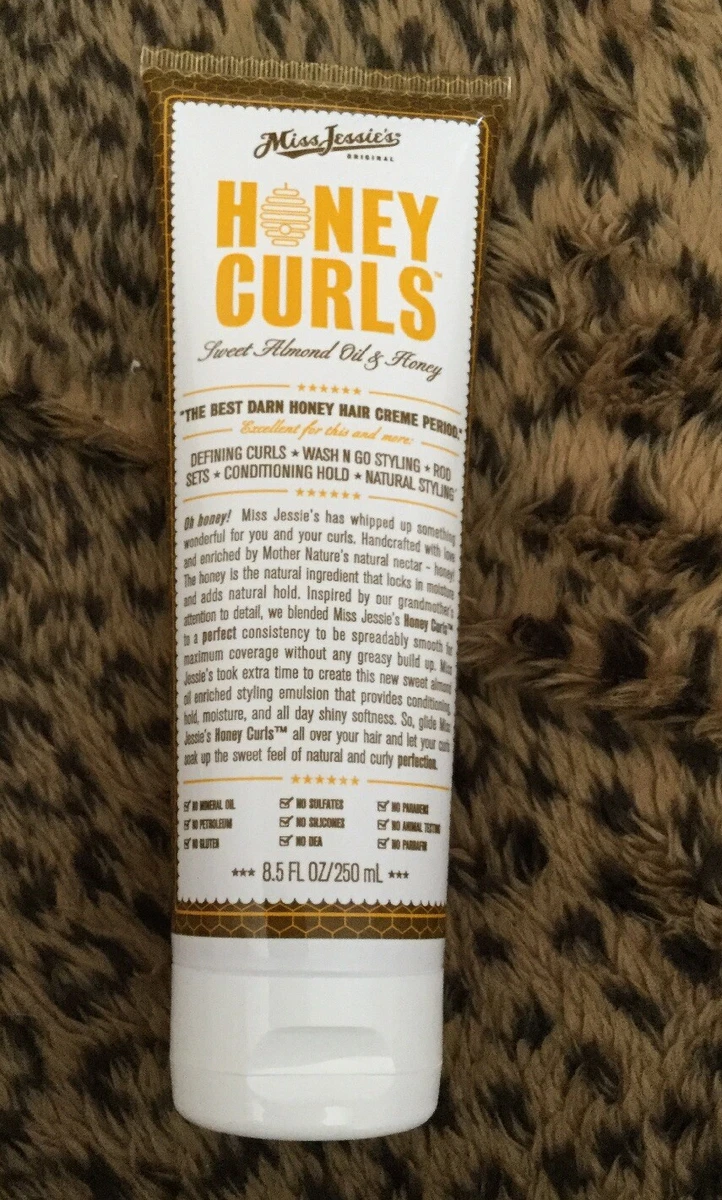 Miss Jessie's
ORIGINAL
HONEY
CURLS™
Sweet Almond Oil & Honey
"THE BEST DARN HONEY HAIR CREME PERIOD."
Excellent for this and more:
DEFINING CURLS ★ WASH N GO STYLING ★ ROD
SETS ★ CONDITIONING HOLD ★ NATURAL STYLING
Oh honey! Miss Jessie's has whipped up something
wonderful for you and your curls. Handcrafted with love
and enriched by Mother Nature's natural nectar - honey!
The honey is the natural ingredient that locks in moisture
and adds natural hold. Inspired by our grandmother's
attention to detail, we blended Miss Jessie's Honey Curls™
to a perfect consistency to be spreadably smooth for
maximum coverage without any greasy build up. Miss
Jessie's took extra time to create this new sweet almond
oil enriched styling emulsion that provides conditioning,
hold, moisture, and all day shiny softness. So, glide Miss
Jessie's Honey Curls™ all over your hair and let your curls
soak up the sweet feel of natural and curly perfection.
NO MINERAL OIL NO SULFATES NO PARABENS
NO PETROLEUM NO SILICONES NO ANIMAL TESTING
NO GLUTEN NO DEA NO PARAFFIN
*** 8.5 FL OZ/250 mL ***